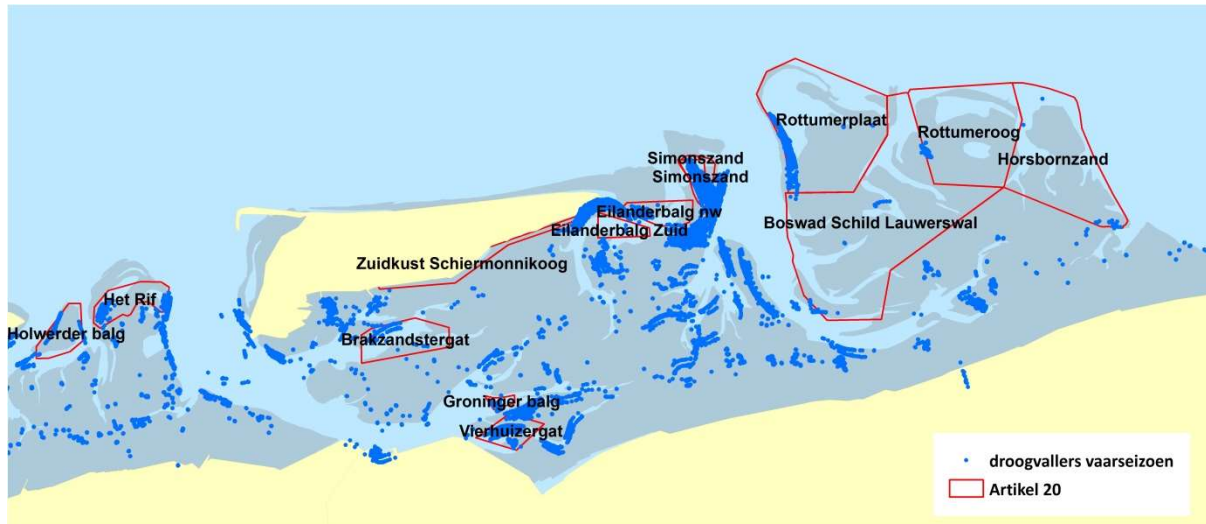 Rottumerplaat
Rottumeroog
Horsbornzand
Simonszand
Simonszand
Eilanderbalg nw
Eilanderbalg Zuid
Boswad Schild Lauwerswal
Zuidkust Schiermonnikoog
Het Rif
Holwerder balg
Brakzandstergat
Groninger balg
Vierhuizergat
droogvallers vaarseizoen
Artikel 20